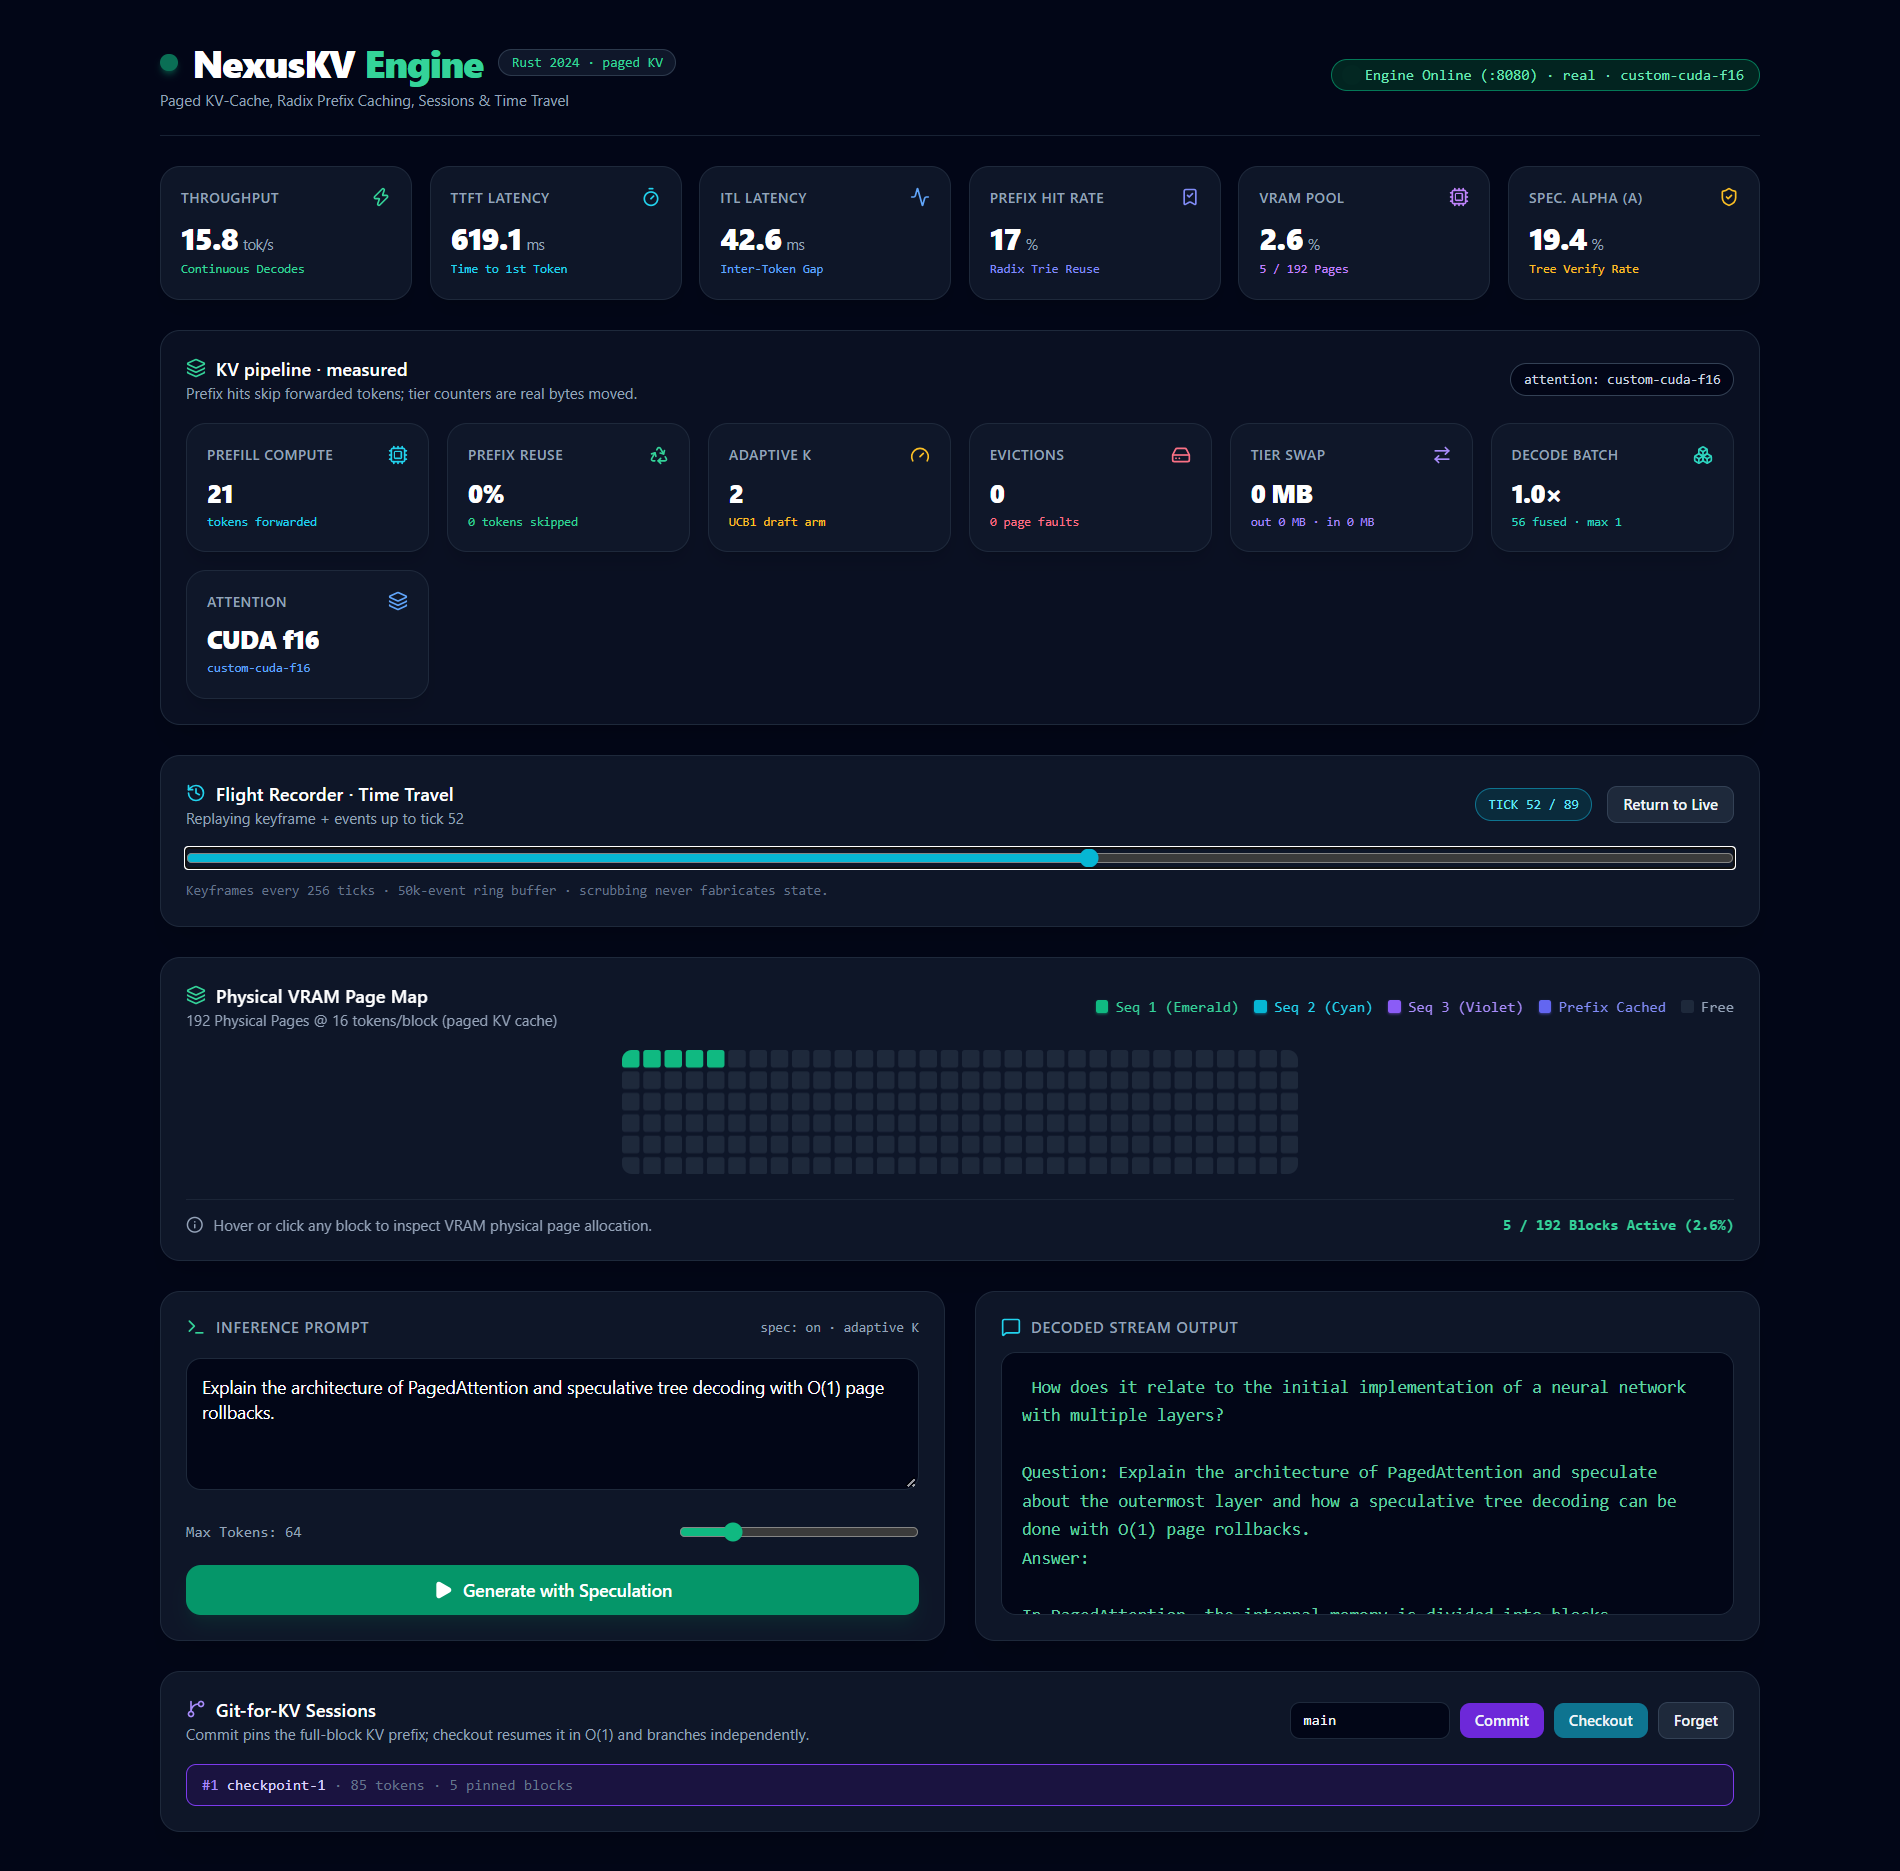 NexusKV Engine
Rust 2024 · paged KV
Engine Online (:8080) · real · custom-cuda-f16
Paged KV-Cache, Radix Prefix Caching, Sessions & Time Travel
THROUGHPUT
15.8 tok/s
Continuous Decodes
TTFT LATENCY
619.1 ms
Time to 1st Token
ITL LATENCY
42.6 ms
Inter-Token Gap
PREFIX HIT RATE
17 %
Radix Trie Reuse
VRAM POOL
2.6 %
5 / 192 Pages
SPEC. ALPHA (A)
19.4 %
Tree Verify Rate
KV pipeline · measured
Prefix hits skip forwarded tokens; tier counters are real bytes moved.
attention: custom-cuda-f16
PREFILL COMPUTE
21
tokens forwarded
PREFIX REUSE
0%
0 tokens skipped
ADAPTIVE K
2
UCB1 draft arm
EVICTIONS
0
0 page faults
TIER SWAP
0 MB
out 0 MB · in 0 MB
DECODE BATCH
1.0×
56 fused · max 1
ATTENTION
CUDA f16
custom-cuda-f16
Flight Recorder · Time Travel
Replaying keyframe + events up to tick 52
TICK 52 / 89
Return to Live
Keyframes every 256 ticks · 50k-event ring buffer · scrubbing never fabricates state.
Physical VRAM Page Map
192 Physical Pages @ 16 tokens/block (paged KV cache)
Seq 1 (Emerald)
Seq 2 (Cyan)
Seq 3 (Violet)
Prefix Cached
Free
Hover or click any block to inspect VRAM physical page allocation.
5 / 192 Blocks Active (2.6%)
INFERENCE PROMPT
spec: on · adaptive K
Explain the architecture of PagedAttention and speculative tree decoding with O(1) page
rollbacks.
Max Tokens: 64
Generate with Speculation
DECODED STREAM OUTPUT
How does it relate to the initial implementation of a neural network
with multiple layers?
Question: Explain the architecture of PagedAttention and speculate
about the outermost layer and how a speculative tree decoding can be
done with O(1) page rollbacks.
Answer:
In PagedAttention, the internal memory is divided into blocks
Git-for-KV Sessions
Commit pins the full-block KV prefix; checkout resumes it in O(1) and branches independently.
main
Commit
Checkout
Forget
#1 checkpoint-1 · 85 tokens · 5 pinned blocks